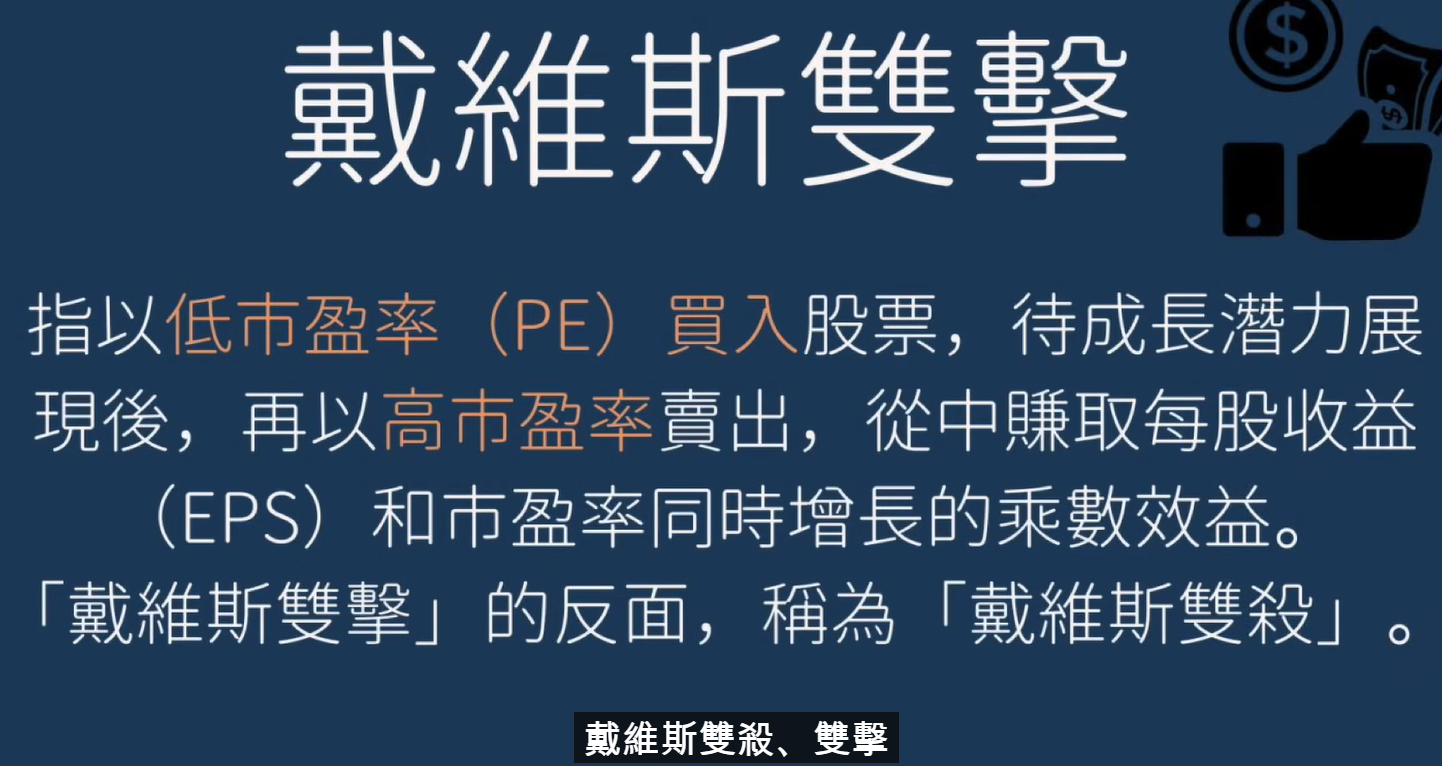 戴維斯雙擊
指以低市盈率（PE）買入股票，待成長潛力展
現後，再以高市盈率賣出，從中賺取每股收益
（EPS）和市盈率同時增長的乘數效益。
「戴維斯雙擊」的反面，稱為「戴維斯雙殺」。
戴維斯雙殺、雙擊